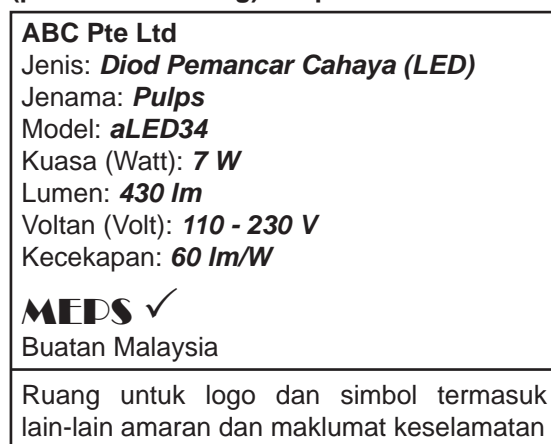 ABC Pte Ltd
Jenis: Diod Pemancar Cahaya (LED)
Jenama: Pulps
Model: aLED34
Kuasa (Watt): 7 W
Lumen: 430 lm
Voltan (Volt): 110 - 230 V
Kecekapan: 60 lm/W
MEPS ✓
Buatan Malaysia
Ruang untuk logo dan simbol termasuk
lain-lain amaran dan maklumat keselamatan